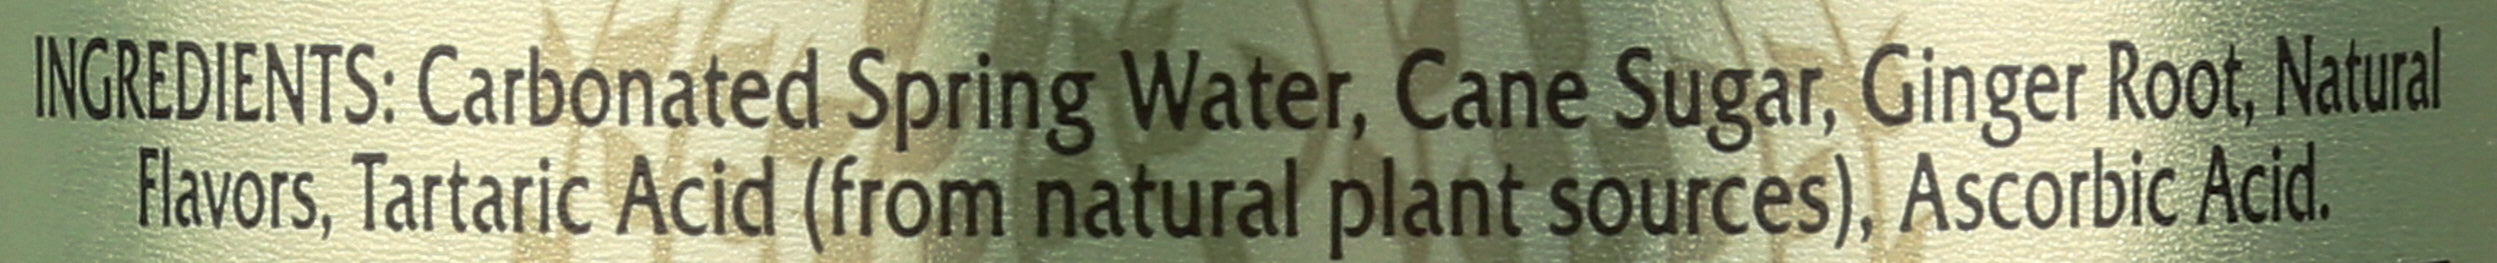 INGREDIENTS: Carbonated Spring Water, Cane Sugar, Ginger Root, Natural
Flavors, Tartaric Acid (from natural plant sources), Ascorbic Acid.